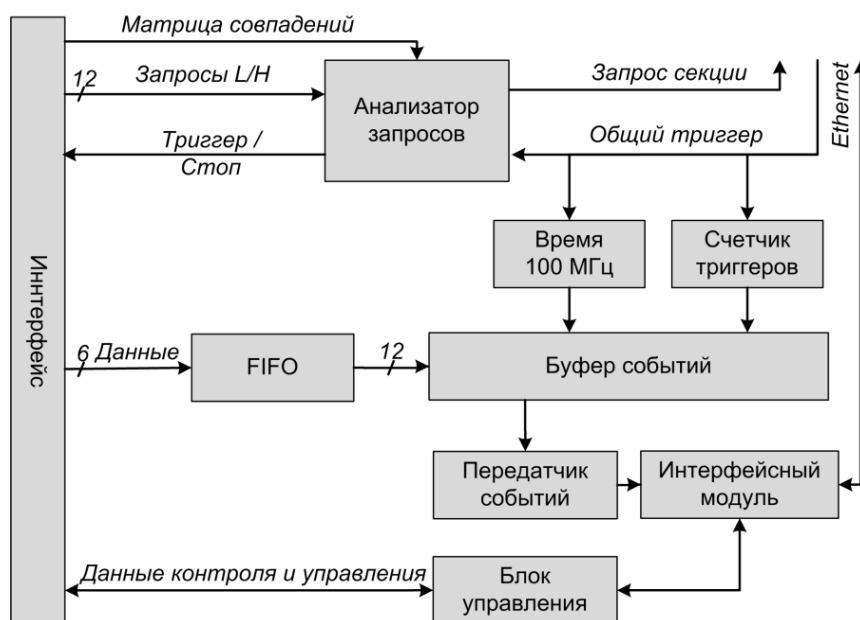 Матрица совпадений
12
Запросы L/H
Триггер /
Стоп
Анализатор
запросов
Запрос секции
Общий триггер
Ethernet
Время
100 МГц
Счетчик
триггеров
Иннтерфейс
6 Данные
FIFO
12
Буфер событий
Передатчик
событий
Интерфейсный
модуль
Данные контроля и управления
Блок
управления